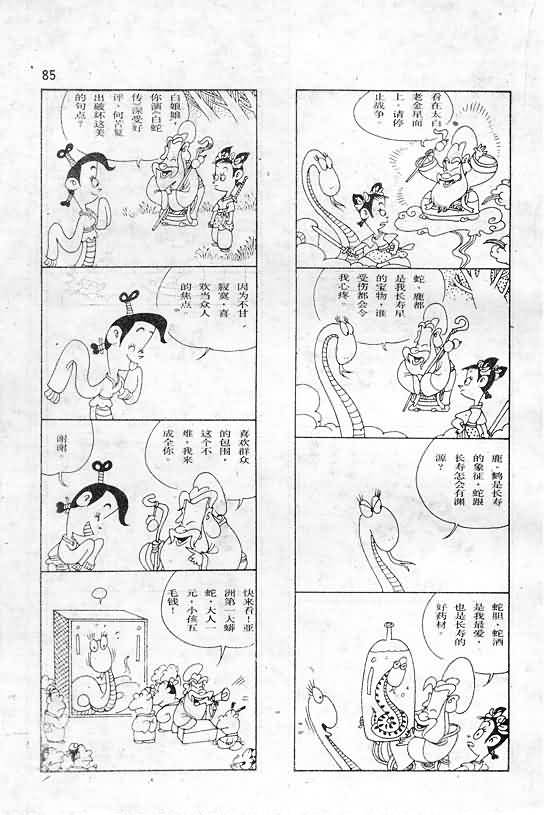 85
看在太白
老金星面
上，请停
止战争。
蛇、鹿都
是我长寿星
的宝物，谁
受伤都会令
我心疼。
鹿、鹤是长寿
的象征，蛇跟
长寿怎会有渊
源？
蛇胆、蛇酒
是我最爱，
也是长寿的
好药材。
白娘娘，
你演︿白蛇
传﹀深受好
评，何苦复
出破坏这美
的句点？
因为不甘
寂寞，喜
欢当众人
的焦点。
喜欢群众
的包围，
这个不
难，我来
成全你。
谢谢。
快来看！亚
洲第一大蟒
蛇，大人一
元，小孩五
毛钱！